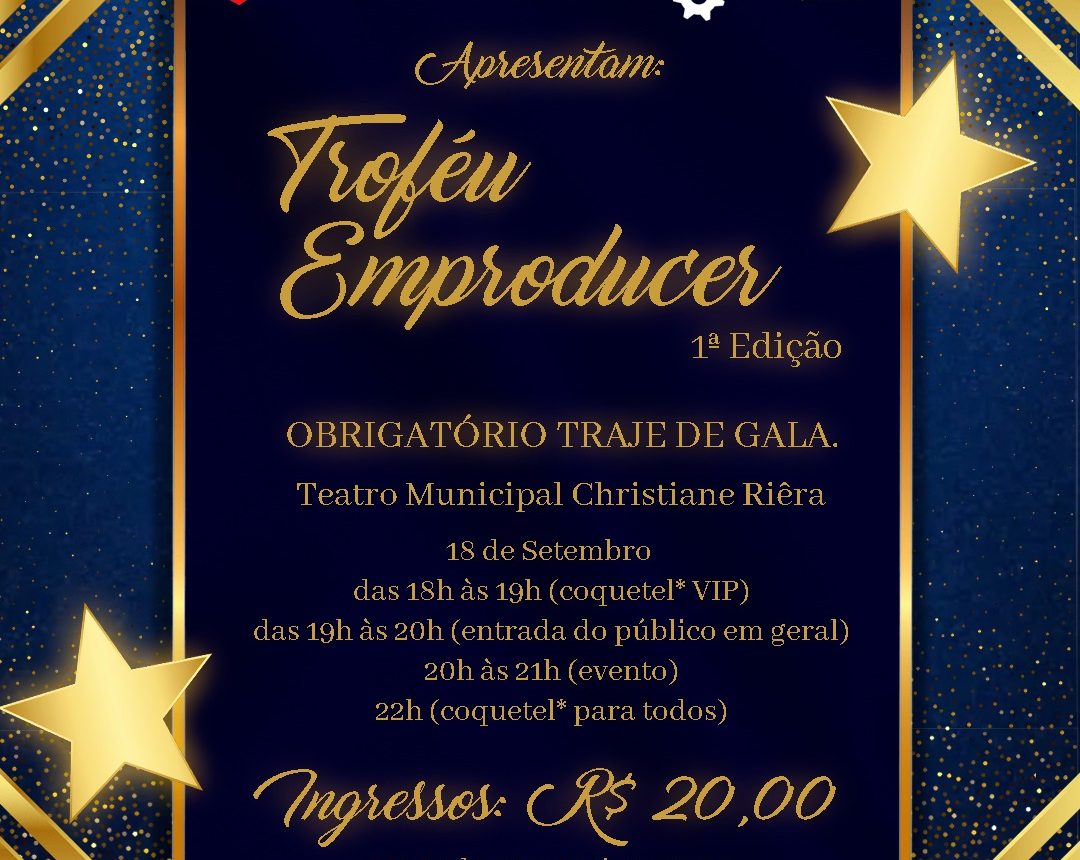 Apresentam:
Troféu
Emproducer
1ª Edição
OBRIGATÓRIO TRAJE DE GALA.
Teatro Municipal Christiane Riêra
18 de Setembro
das 18h às 19h (coquetel* VIP)
das 19h às 20h (entrada do público em geral)
20h às 21h (evento)
22h (coquetel* para todos)
Ingressos: R$ 20,00